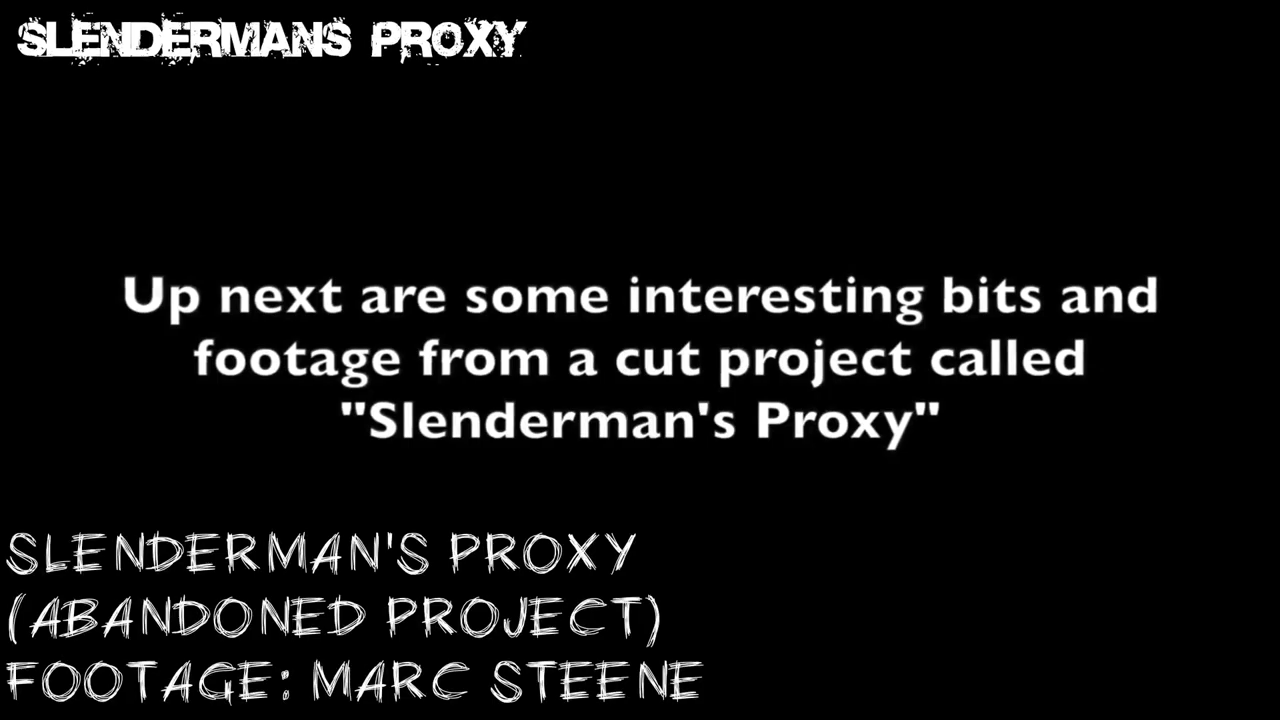 SLENDERMANS PROXY
Up next are some interesting bits and
footage from a cut project called
"Slenderman's Proxy"
SLENDERMAN'S PROXY
(ABANDONED PROJECT)
FOOTAGE: MARC STEENE